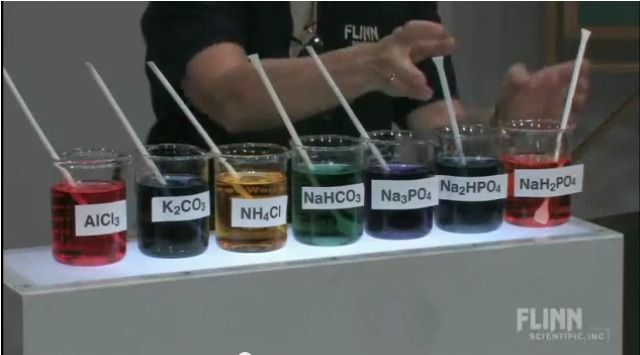 FLINN
AlCl₃
K₂CO₃
NH₄Cl
NaHCO₃
Na₃PO₄
Na₂HPO₄
NaH₂PO₄
FLINN
SCIENTIFIC, INC